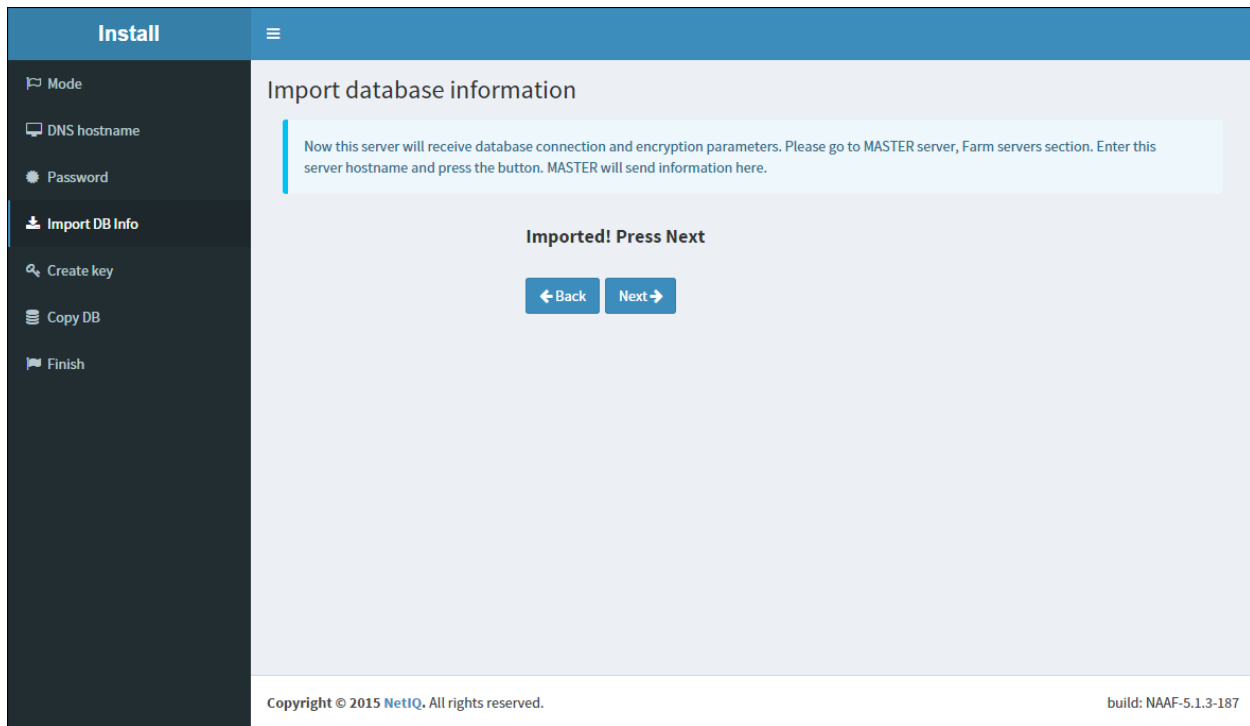 Install
Mode
DNS hostname
Password
Import DB Info
Create key
Copy DB
Finish
Import database information
Now this server will receive database connection and encryption parameters. Please go to MASTER server, Farm servers section. Enter this
server hostname and press the button. MASTER will send information here.
Imported! Press Next
Back Next
Copyright © 2015 NetIQ. All rights reserved. build: NAAF-5.1.3-187